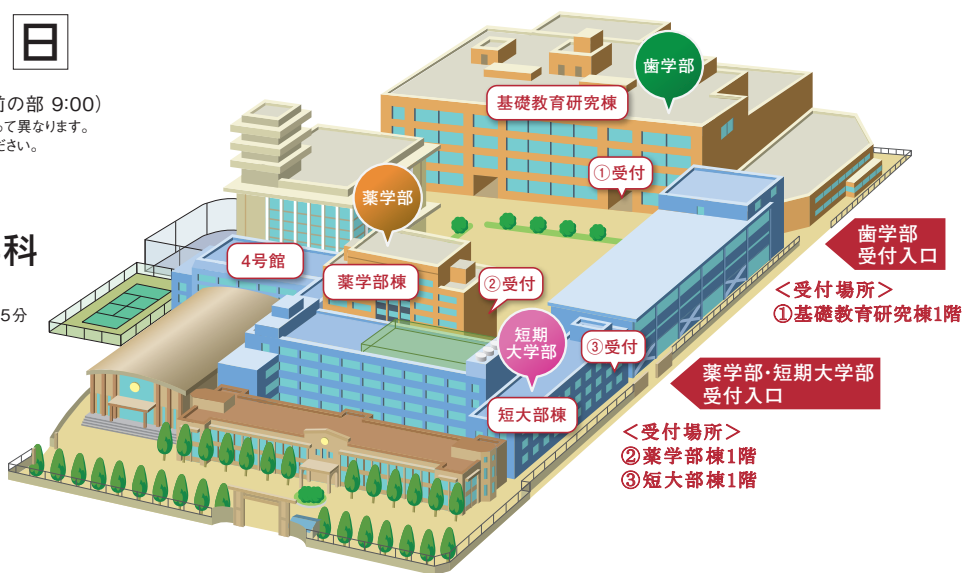 日
前の部 9:00)
って異なります。
ださい。
科
5分
歯学部
基礎教育研究棟
①受付
薬学部
4号館
薬学部棟
②受付
短期
大学部
③受付
短大部棟
歯学部
受付入口
＜受付場所＞
①基礎教育研究棟1階
薬学部・短期大学部
受付入口
＜受付場所＞
②薬学部棟1階
③短大部棟1階